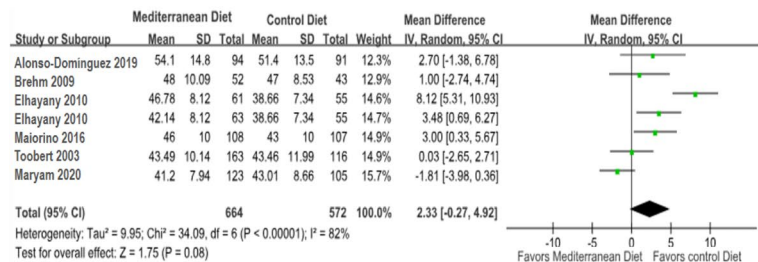 Mediterranean Diet Control Diet Mean Difference Mean Difference
Study or Subgroup Mean SD Total Mean SD Total Weight IV, Random, 95% CI IV, Random, 95% CI
Alonso-Dominguez 2019 54.1 14.8 94 51.4 13.5 91 12.3% 2.70 [-1.38, 6.78]
Brehm 2009 48 10.09 52 47 8.53 43 13.0% 1.00 [-2.74, 4.74]
Elhayany 2010 46.78 8.12 61 38.66 7.34 55 14.8% 8.12 [5.31, 10.93]
Elhayany 2010 42.14 8.12 63 38.66 7.34 55 14.8% 3.48 [0.69, 6.27]
Maiorino 2016 46 10 108 43 10 107 14.9% 3.00 [0.33, 5.67]
Toobert 2003 43.49 10.14 163 43.46 11.99 116 14.9% 0.03 [-2.65, 2.71]
Maryam 2020 41.2 7.94 123 43.01 8.66 105 15.7% -1.81 [-3.98, 0.36]
Total (95% CI) 664 572 100.0% 2.33 [-0.27, 4.92]
Heterogeneity: Tau² = 9.95; Chi² = 34.09, df = 6 (P < 0.00001); I² = 82%
Test for overall effect: Z = 1.75 (P = 0.08)
-10 -5 0 5 10
Favors Mediterranean Diet Favors control Diet